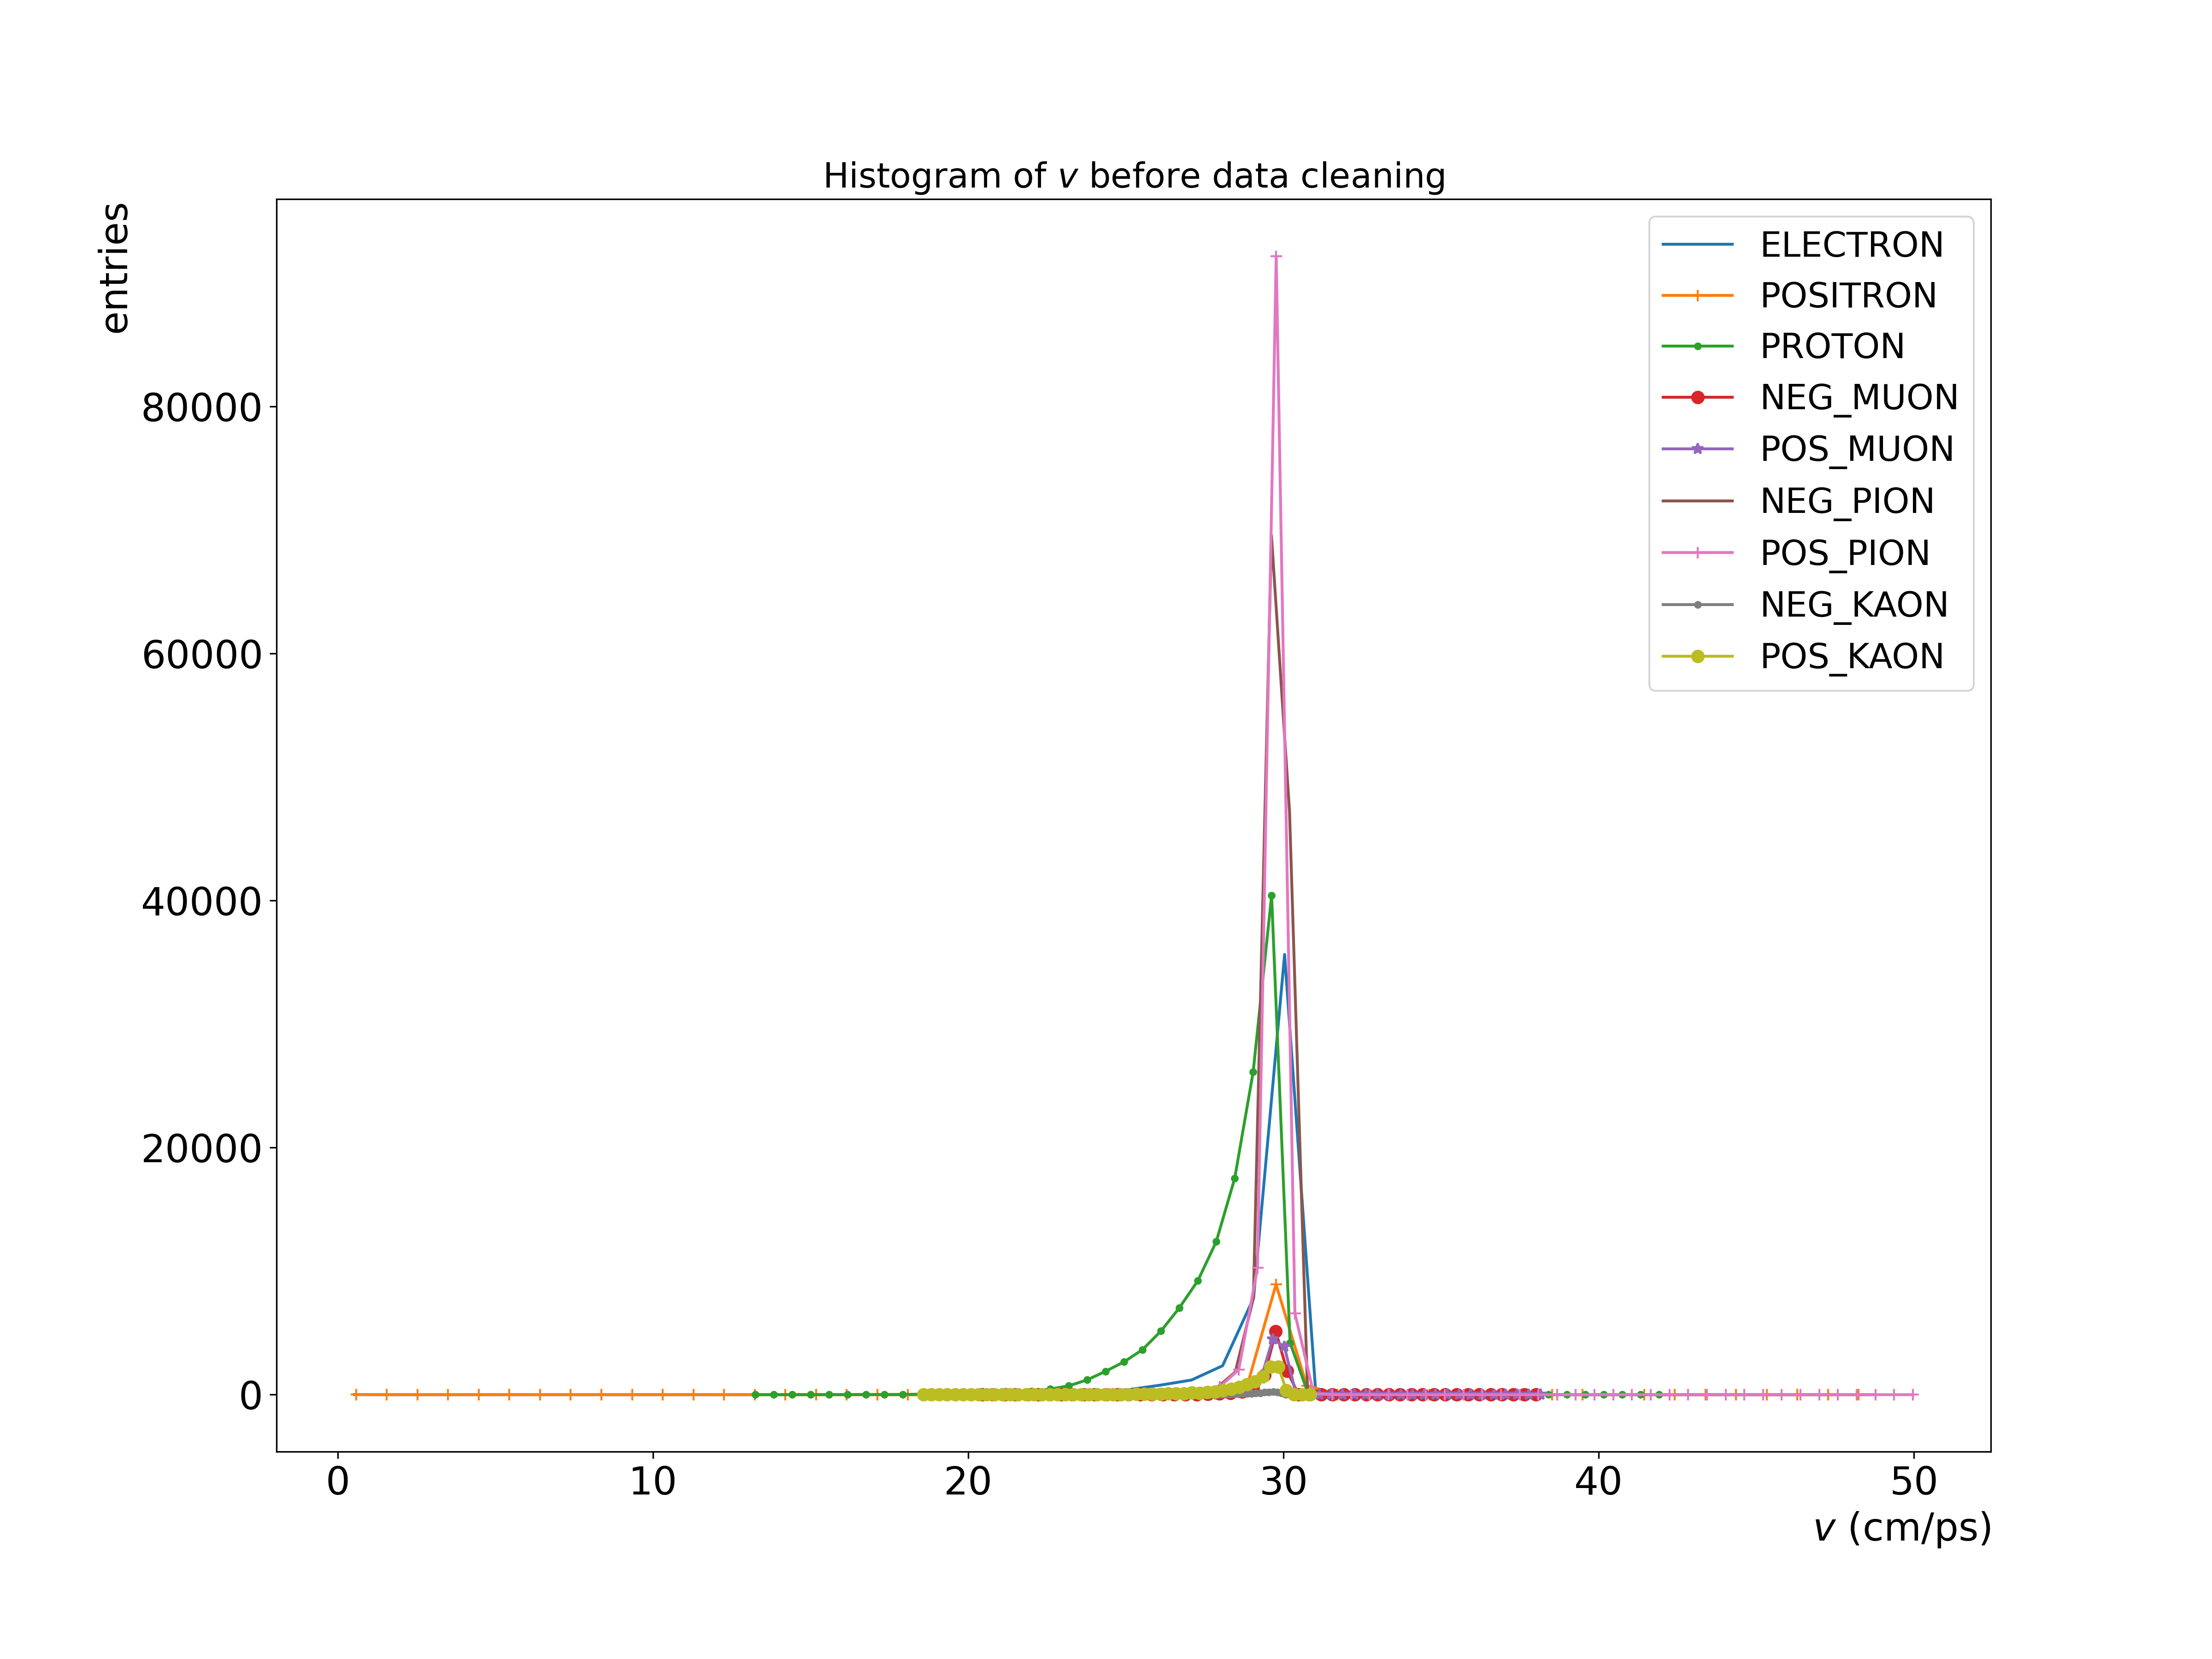 Histogram of v before data cleaning
entries
ELECTRON
POSITRON
PROTON
NEG_MUON
POS_MUON
NEG_PION
POS_PION
NEG_KAON
POS_KAON
80000
60000
40000
20000
0
0 10 20 30 40 50
v (cm/ps)